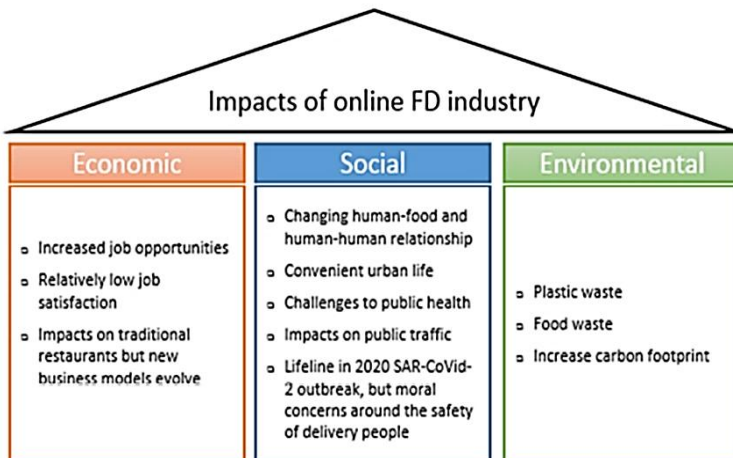 Impacts of online FD industry
Economic
Increased job opportunities
Relatively low job
satisfaction
Impacts on traditional
restaurants but new
business models evolve
Social
Changing human-food and
human-human relationship
Convenient urban life
Challenges to public health
Impacts on public traffic
Lifeline in 2020 SAR-CoVid-
2 outbreak, but moral
concerns around the safety
of delivery people
Environmental
Plastic waste
Food waste
Increase carbon footprint